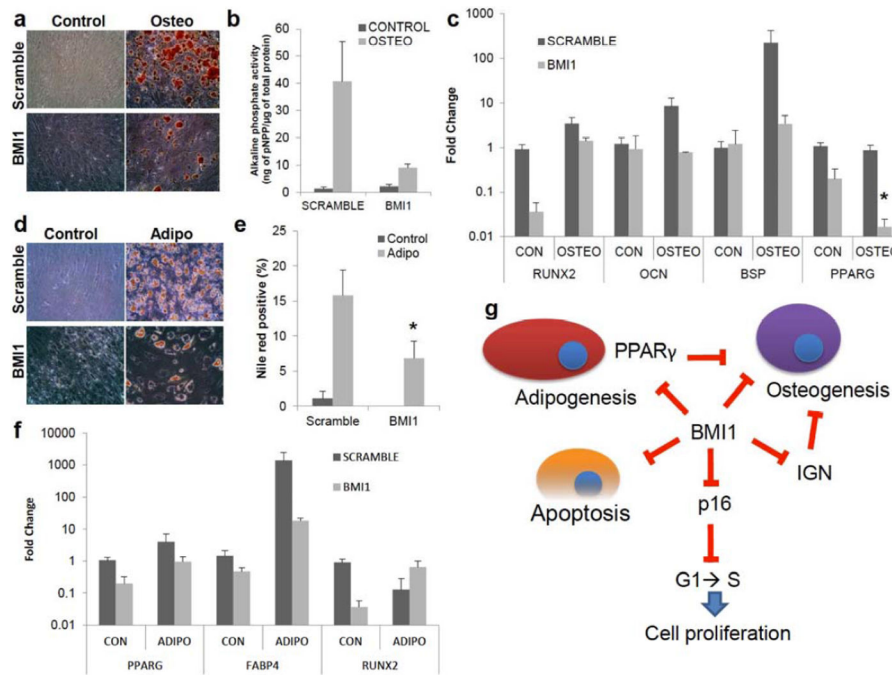 a
Control
Osteo
Scramble
BMI1
b
Alkaline phosphate activity
(ng of pNPP/µg of total protein)
60
50
40
30
20
10
0
CONTROL
OSTEO
SCRAMBLE
BMI1
c
Fold Change
1000
100
10
1
0.1
0.01
SCRAMBLE
BMI1
*
CON
OSTEO
CON
OSTEO
CON
OSTEO
CON
RUNX2
OCN
BSP
PPARG
d
Control
Adipo
Scramble
BMI1
e
Nile red positive (%)
25
20
15
10
5
0
Control
Adipo
*
Scramble
BMI1
f
Fold Change
10000
1000
100
10
1
0.1
0.01
SCRAMBLE
BMI1
CON
ADIPO
CON
ADIPO
CON
ADIPO
PPARG
FABP4
RUNX2
g
PPARγ
Adipogenesis
Osteogenesis
BMI1
IGN
Apoptosis
p16
G1→ S
Cell proliferation